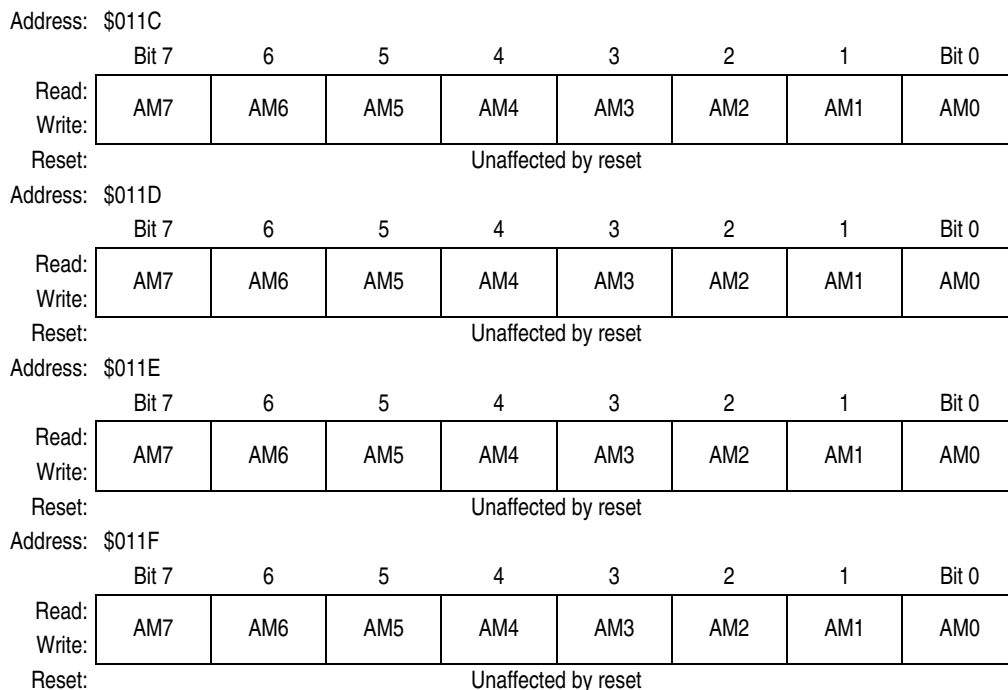 Address: $011C
Bit 7 6 5 4 3 2 1 Bit 0
Read:
AM7 AM6 AM5 AM4 AM3 AM2 AM1 AM0
Write:
Reset: Unaffected by reset
Address: $011D
Bit 7 6 5 4 3 2 1 Bit 0
Read:
AM7 AM6 AM5 AM4 AM3 AM2 AM1 AM0
Write:
Reset: Unaffected by reset
Address: $011E
Bit 7 6 5 4 3 2 1 Bit 0
Read:
AM7 AM6 AM5 AM4 AM3 AM2 AM1 AM0
Write:
Reset: Unaffected by reset
Address: $011F
Bit 7 6 5 4 3 2 1 Bit 0
Read:
AM7 AM6 AM5 AM4 AM3 AM2 AM1 AM0
Write:
Reset: Unaffected by reset